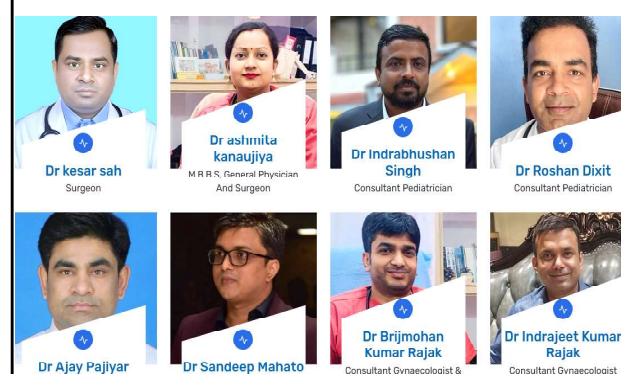 Dr kesar sah
Surgeon
Dr ashmita
kanaujiya
M.B.B.S, General Physician
And Surgeon
Dr Indrabhushan
Singh
Consultant Pediatrician
Dr Roshan Dixit
Consultant Pediatrician
Dr Ajay Pajiyar
Dr Sandeep Mahato
Dr Brijmohan
Kumar Rajak
Consultant Gynaecologist &
Dr Indrajeet Kumar
Rajak
Consultant Gynaecologist